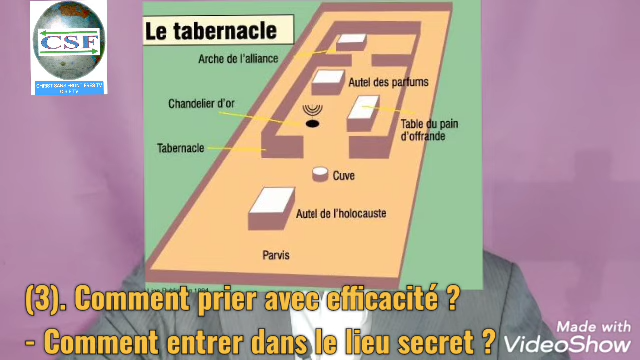 CSF
Le tabernacle
Arche de l'alliance
Autel des parfums
Chandelier d'or
Table du pain
d'offrande
Tabernacle
Cuve
Autel de l'holocauste
Parvis
(3). Comment prier avec efficacité ?
- Comment entrer dans le lieu secret ?
Made with
VideoShow